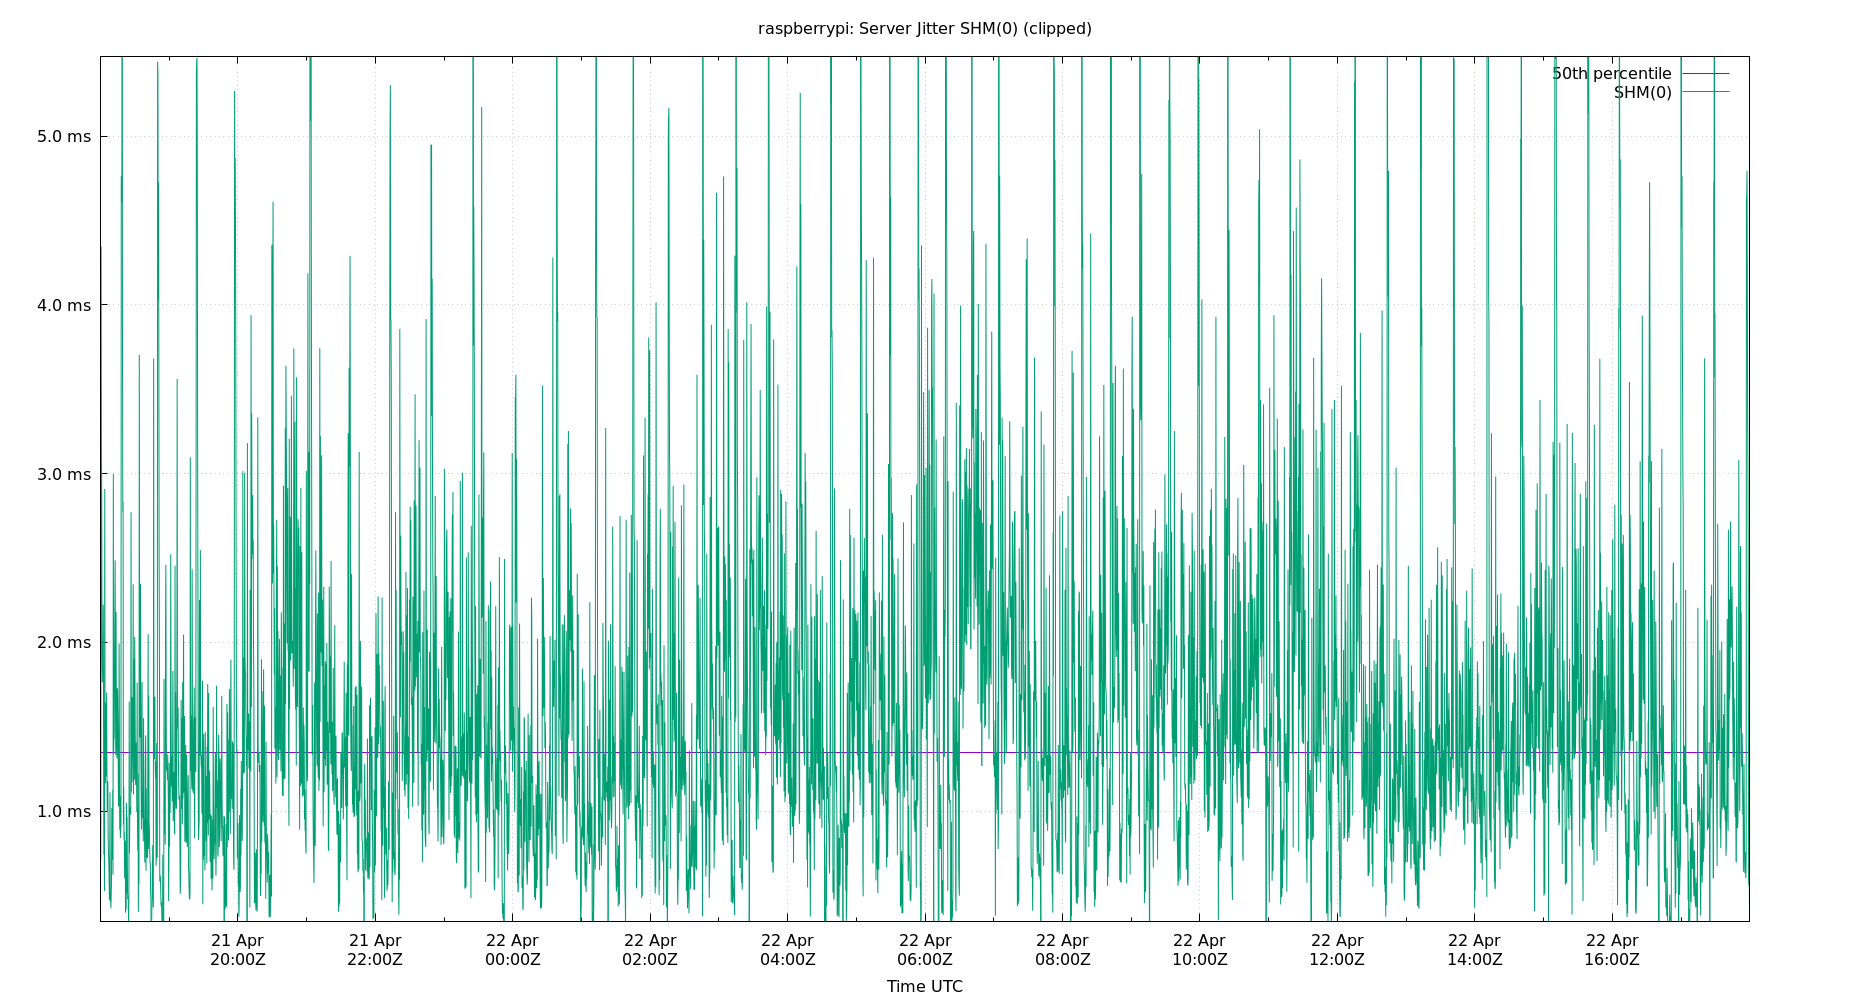 raspberrypi: Server Jitter SHM(0) (clipped)
50th percentile
SHM(0)
5.0 ms
4.0 ms
3.0 ms
2.0 ms
1.0 ms
21 Apr 21 Apr 22 Apr 22 Apr 22 Apr 22 Apr 22 Apr 22 Apr 22 Apr 22 Apr 22 Apr
20:00Z 22:00Z 00:00Z 02:00Z 04:00Z 06:00Z 08:00Z 10:00Z 12:00Z 14:00Z 16:00Z
Time UTC